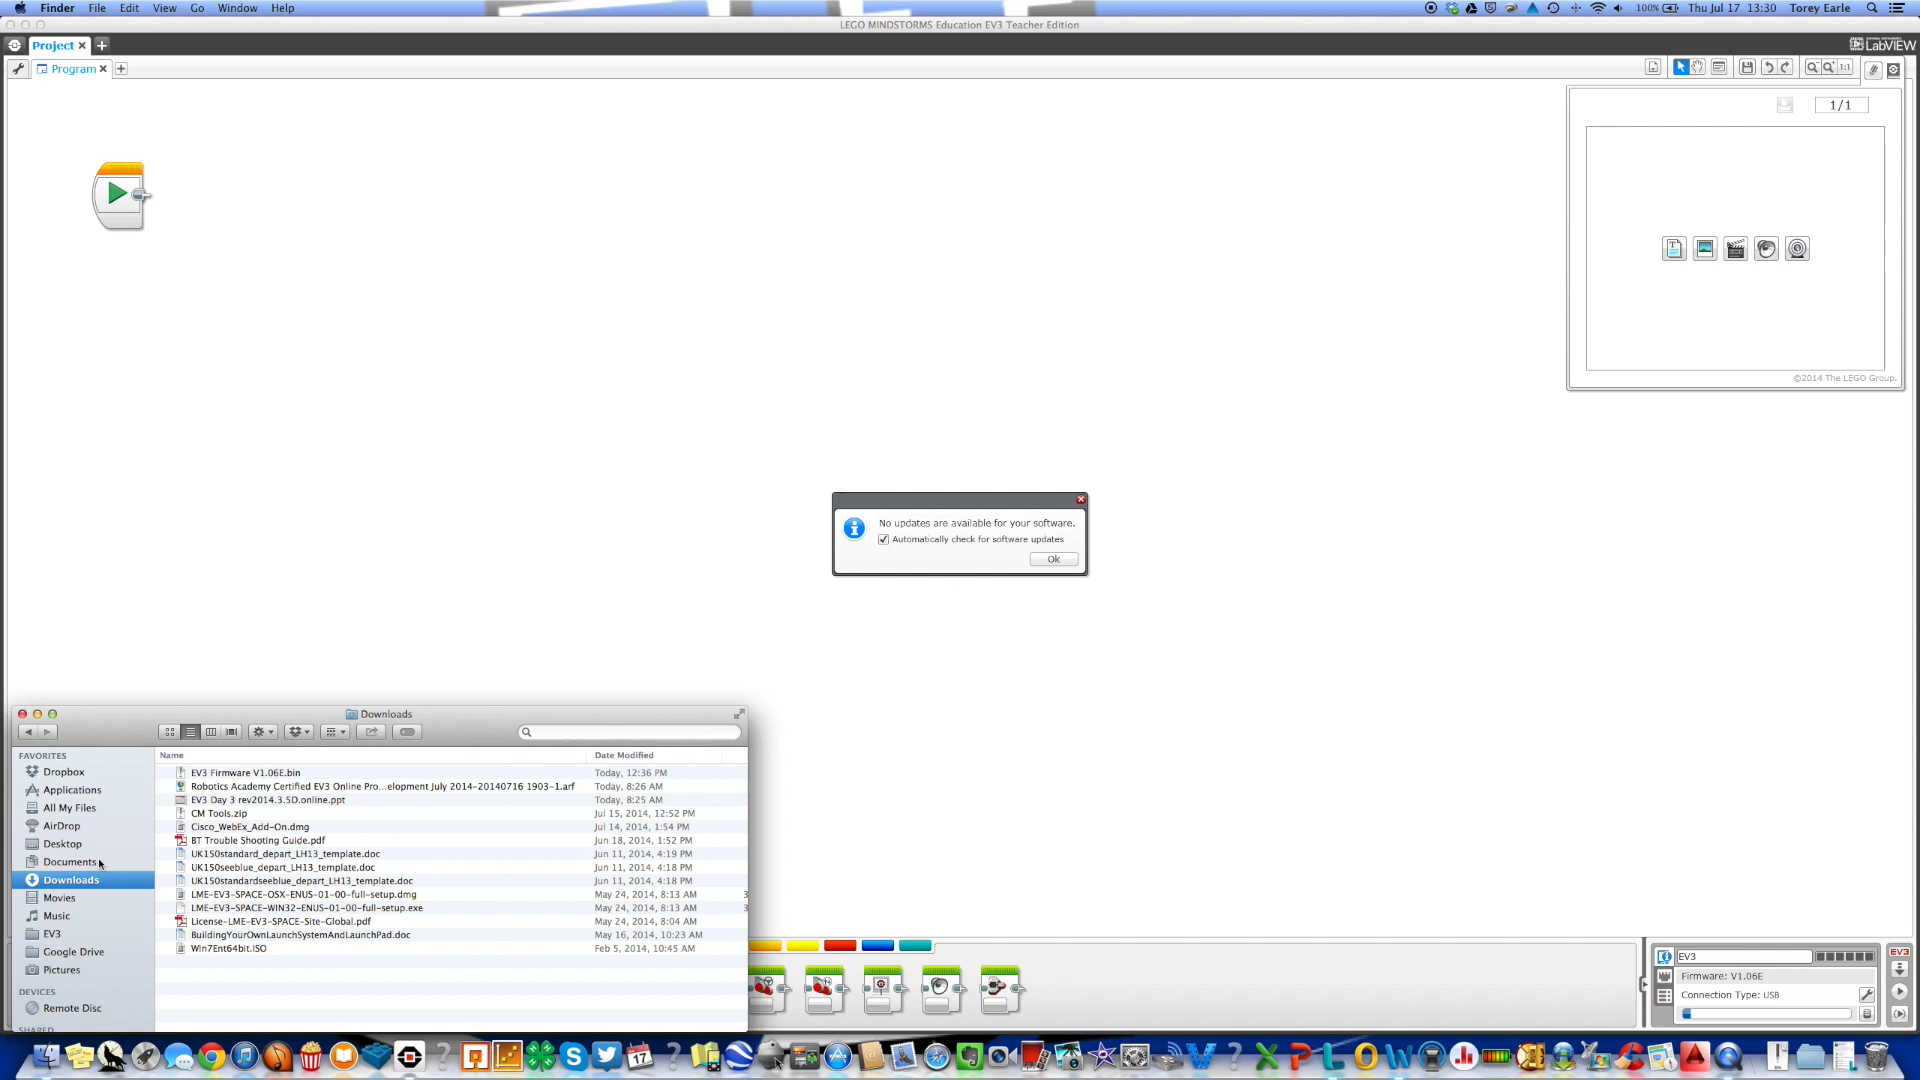 Finder File Edit View Go Window Help 100% Thu Jul 17 13:30 Torey Earle
LEGO MINDSTORMS Education EV3 Teacher Edition
Project LabVIEW
Program 1:1
1/1
©2014 The LEGO Group.
No updates are available for your software.
Automatically check for software updates
Ok
Downloads
FAVORITES
Dropbox
Applications
All My Files
AirDrop
Desktop
Documents
Downloads
Movies
Music
EV3
Google Drive
Pictures
DEVICES
Remote Disc
SHARED
Name Date Modified
EV3 Firmware V1.06E.bin Today, 12:36 PM
Robotics Academy Certified EV3 Online Pro...elopment July 2014-20140716 1903-1.arf Today, 8:26 AM
EV3 Day 3 rev2014.3.5D.online.ppt Today, 8:25 AM
CM Tools.zip Jul 15, 2014, 12:52 PM
Cisco_WebEx_Add-On.dmg Jul 14, 2014, 1:54 PM
BT Trouble Shooting Guide.pdf Jun 18, 2014, 1:52 PM
UK150standard_depart_LH13_template.doc Jun 11, 2014, 4:19 PM
UK150seeblue_depart_LH13_template.doc Jun 11, 2014, 4:18 PM
UK150standardseeblue_depart_LH13_template.doc Jun 11, 2014, 4:18 PM
LME-EV3-SPACE-OSX-ENUS-01-00-full-setup.dmg May 24, 2014, 8:13 AM 3
LME-EV3-SPACE-WIN32-ENUS-01-00-full-setup.exe May 24, 2014, 8:13 AM 3
License-LME-EV3-SPACE-Site-Global.pdf May 24, 2014, 8:04 AM
BuildingYourOwnLaunchSystemAndLaunchPad.doc May 16, 2014, 10:23 AM
Win7Ent64bit.ISO Feb 5, 2014, 10:45 AM
EV3 EV3
Firmware: V1.06E
Connection Type: USB
17